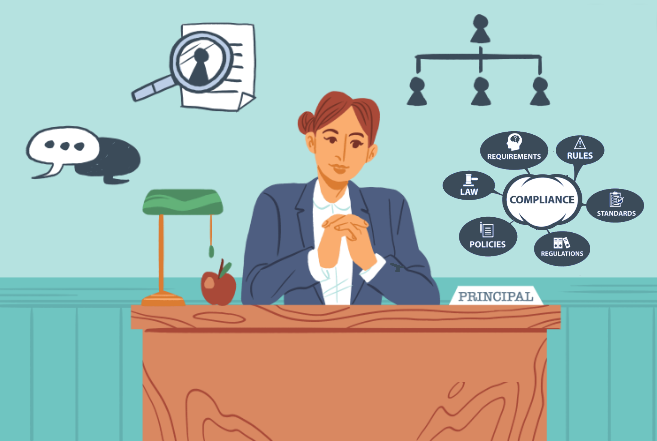 REQUIREMENTS
RULES
LAW
COMPLIANCE
STANDARDS
POLICIES
REGULATIONS
PRINCIPAL